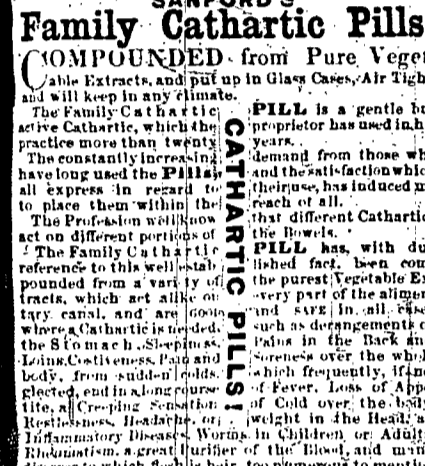 SANFORD'S
Family Cathartic Pills
COMPOUNDED from Pure Veget
able Extracts, and put up in Glass Cases, Air Tigh
and will keep in any climate.
The Family Cathartic
active Cathartic, which the
practice more than twenty
The constantly increasing
have long used the Pills,
all express in regard to
to place them within the
The Profession well know
act on different portions of
The Family Cathartic
reference to this well estab
pounded from a variety of
tracts, which act alike on
tary canal, and are good
where a Cathartic is needed,
the Stomach, Sleepiness,
Loins, Costiveness, Pain and
body, from sudden colds,
glected, end in a long course
tite, a Creeping Sensation
Restlessness, Headache, or
Inflammatory Diseases, Worms in Children or Adult
Rheumatism, a great Purifier of the Blood, and man
CATHARTIC PILLS!
PILL is a gentle bu
proprietor has used in h
years.
demand from those wh
and the satisfaction whic
their use, has induced m
reach of all.
that different Cathartic
the Bowels.
PILL has, with du
lished fact, been com
the purest Vegetable Ex
very part of the alimen
and SAFE in all case
such as derangements o
Pains in the Back an
Soreness over the whol
which frequently, if ne
of Fever, Loss of Appe
of Cold over the body
weight in the Head, a